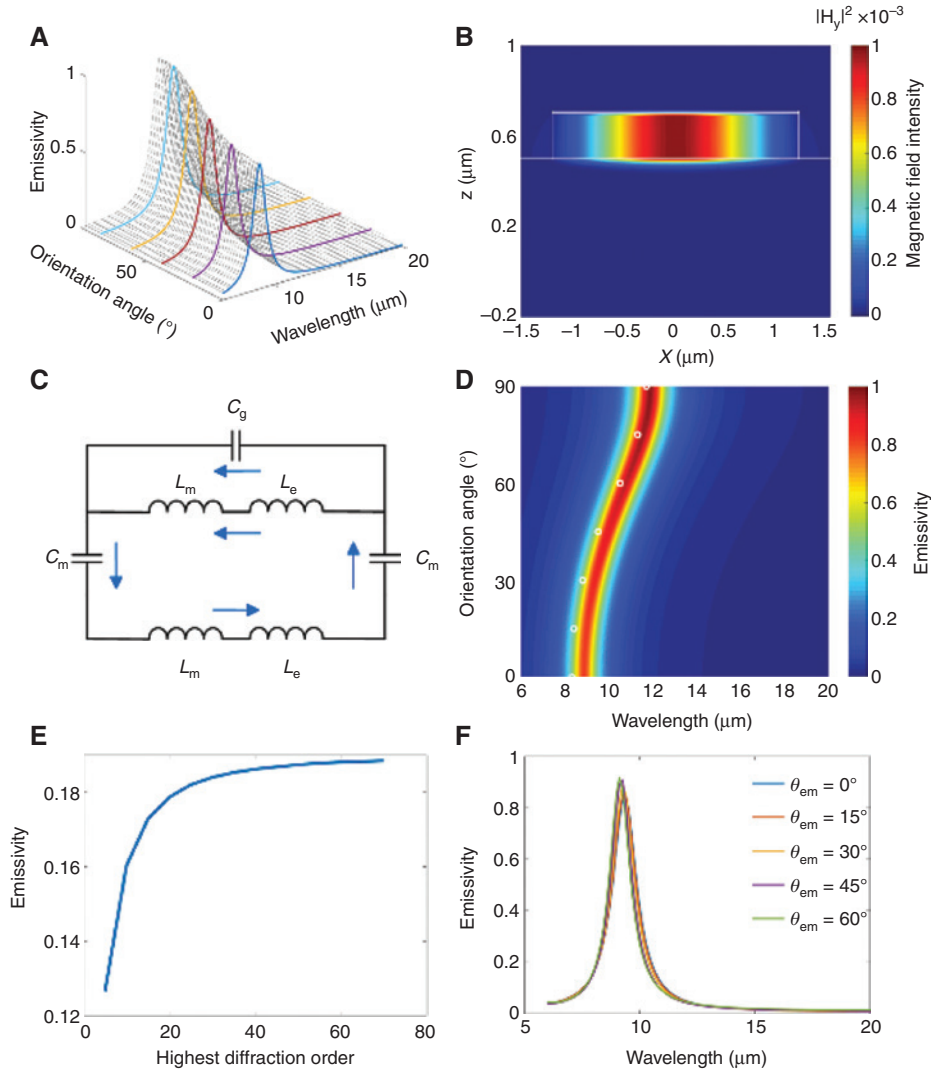 A
1
0.5
0
Emissivity
50
0
Orientation angle (°)
10
15
20
Wavelength (μm)
B
|Hy|² ×10⁻³
1
0.6
0.2
−0.2
z (μm)
−1.5 −1 −0.5 0 0.5 1 1.5
X (μm)
1
0.8
0.6
0.4
0.2
0
Magnetic field intensity
C
Cg
Lm Le
Cm Cm
Lm Le
D
90
60
30
0
Orientation angle (°)
6 8 10 12 14 16 18 20
Wavelength (μm)
1
0.8
0.6
0.4
0.2
0
Emissivity
E
0.18
0.16
0.14
0.12
Emissivity
0 20 40 60 80
Highest diffraction order
F
1
0.8
0.6
0.4
0.2
0
Emissivity
5 10 15 20
Wavelength (μm)
θem = 0°
θem = 15°
θem = 30°
θem = 45°
θem = 60°